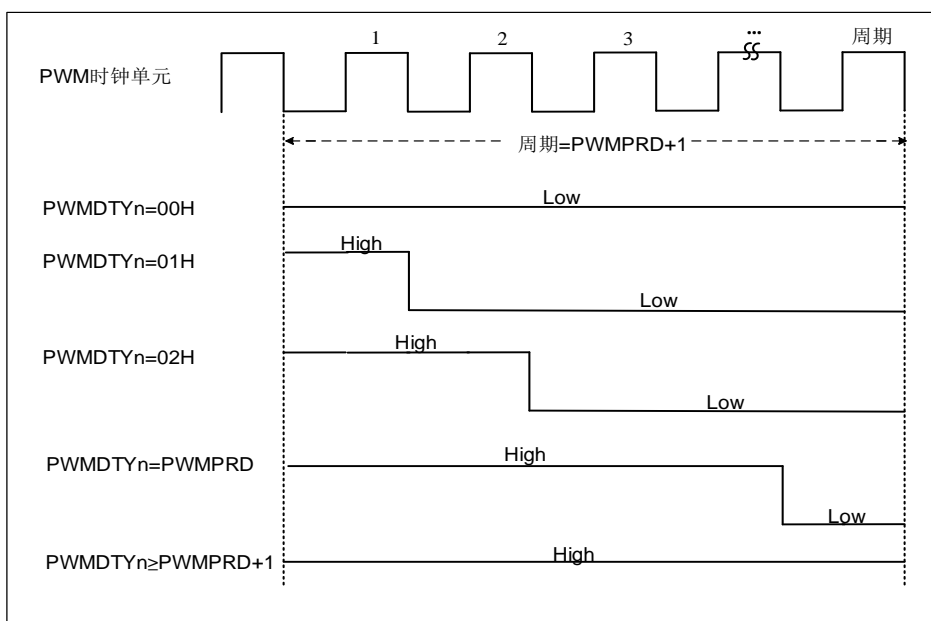 1 2 3 ... 周期
PWM时钟单元
周期=PWMPRD+1
PWMDTYn=00H Low
PWMDTYn=01H High Low
PWMDTYn=02H High Low
PWMDTYn=PWMPRD High Low
PWMDTYn≥PWMPRD+1 High